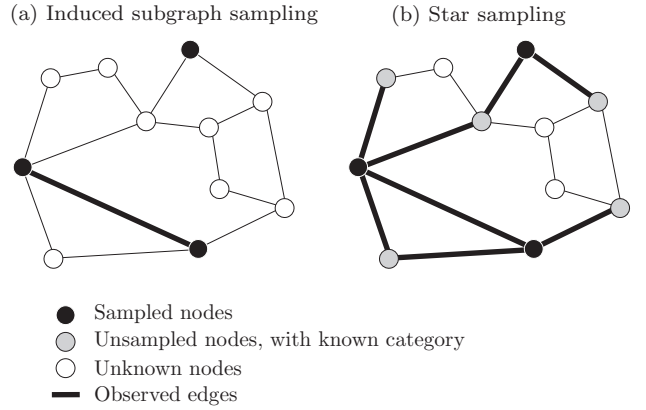 (a) Induced subgraph sampling
(b) Star sampling
Sampled nodes
Unsampled nodes, with known category
Unknown nodes
Observed edges